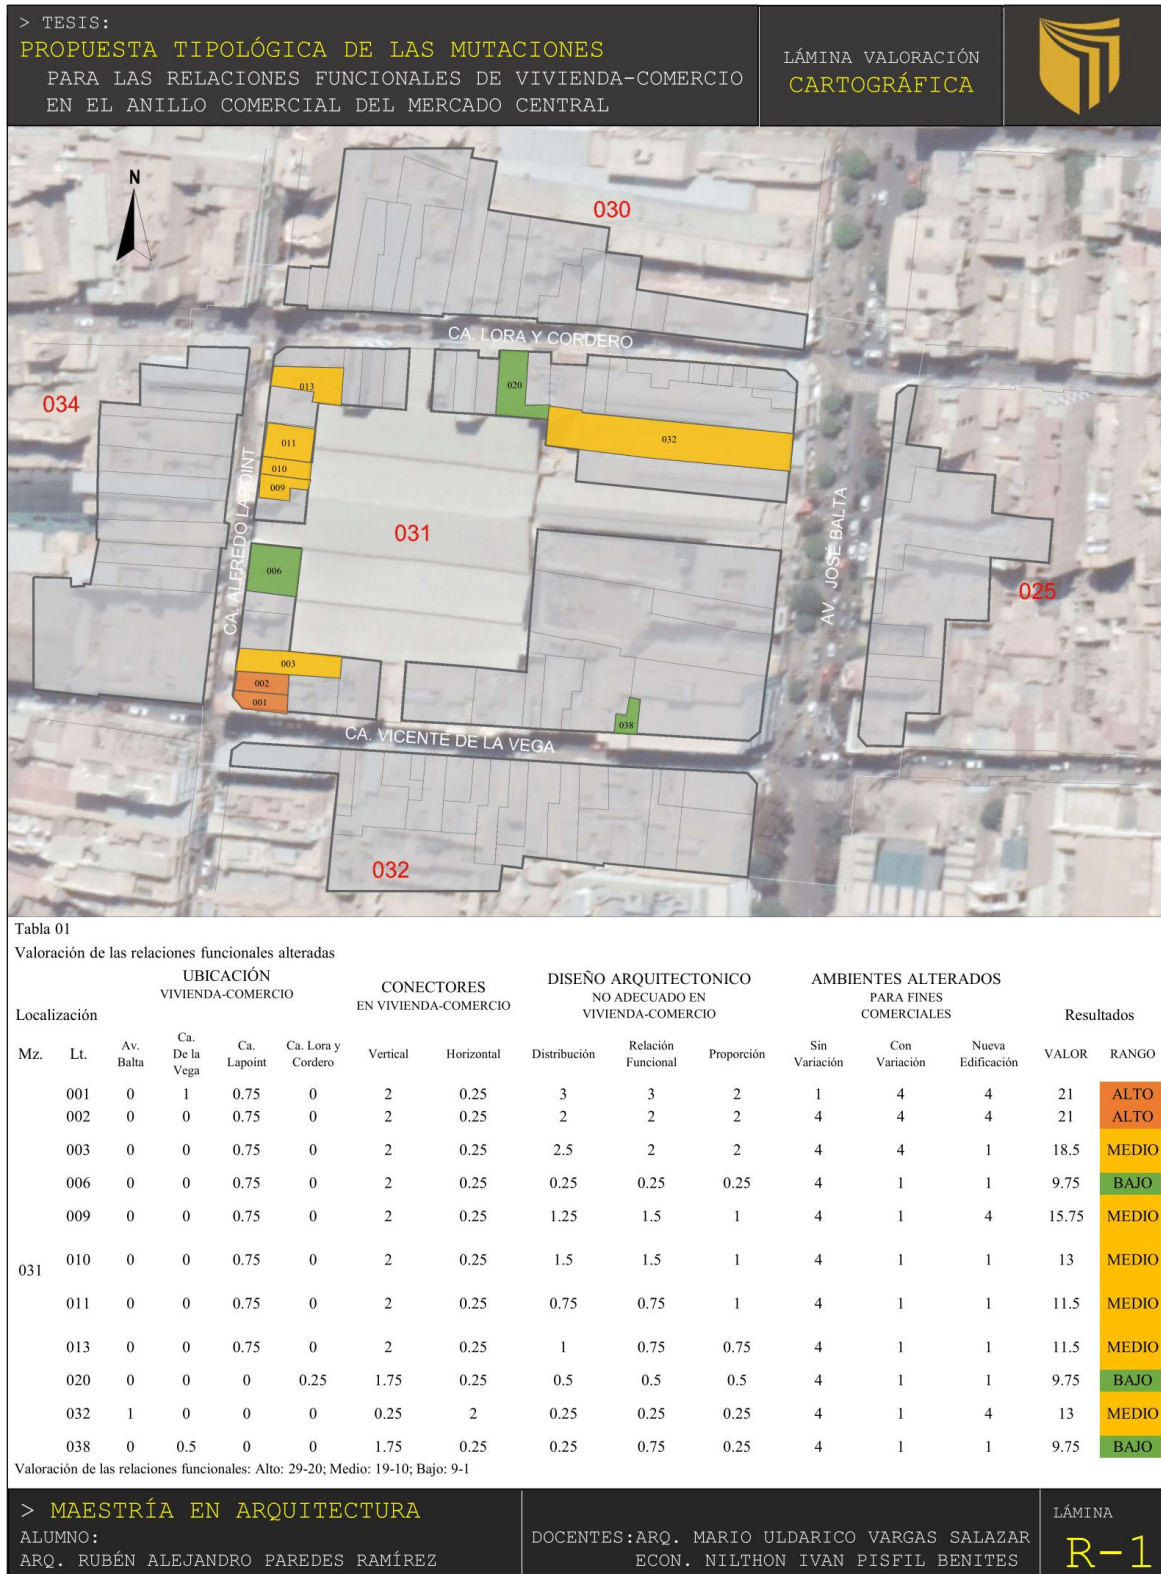 > TESIS:
PROPUESTA TIPOLÓGICA DE LAS MUTACIONES
PARA LAS RELACIONES FUNCIONALES DE VIVIENDA-COMERCIO
EN EL ANILLO COMERCIAL DEL MERCADO CENTRAL
LÁMINA VALORACIÓN
CARTOGRÁFICA
N
030
CA. LORA Y CORDERO
034
013
020
011
032
010
009
CA. ALFREDO LAPOINT
031
AV. JOSÉ BALTA
006
025
003
002
001
038
CA. VICENTE DE LA VEGA
032
Tabla 01
Valoración de las relaciones funcionales alteradas
Localización
UBICACIÓN
VIVIENDA-COMERCIO
CONECTORES
EN VIVIENDA-COMERCIO
DISEÑO ARQUITECTONICO
NO ADECUADO EN
VIVIENDA-COMERCIO
AMBIENTES ALTERADOS
PARA FINES
COMERCIALES
Resultados
Mz. Lt. Av. Balta Ca. De la Vega Ca. Lapoint Ca. Lora y Cordero Vertical Horizontal Distribución Relación Funcional Proporción Sin Variación Con Variación Nueva Edificación VALOR RANGO
001 0 1 0.75 0 2 0.25 3 3 2 1 4 4 21 ALTO
002 0 0 0.75 0 2 0.25 2 2 2 4 4 4 21 ALTO
003 0 0 0.75 0 2 0.25 2.5 2 2 4 4 1 18.5 MEDIO
006 0 0 0.75 0 2 0.25 0.25 0.25 0.25 4 1 1 9.75 BAJO
009 0 0 0.75 0 2 0.25 1.25 1.5 1 4 1 4 15.75 MEDIO
031
010 0 0 0.75 0 2 0.25 1.5 1.5 1 4 1 1 13 MEDIO
011 0 0 0.75 0 2 0.25 0.75 0.75 1 4 1 1 11.5 MEDIO
013 0 0 0.75 0 2 0.25 1 0.75 0.75 4 1 1 11.5 MEDIO
020 0 0 0 0.25 1.75 0.25 0.5 0.5 0.5 4 1 1 9.75 BAJO
032 1 0 0 0 0.25 2 0.25 0.25 0.25 4 1 4 13 MEDIO
038 0 0.5 0 0 1.75 0.25 0.25 0.75 0.25 4 1 1 9.75 BAJO
Valoración de las relaciones funcionales: Alto: 29-20; Medio: 19-10; Bajo: 9-1
> MAESTRÍA EN ARQUITECTURA
ALUMNO:
ARQ. RUBÉN ALEJANDRO PAREDES RAMÍREZ
DOCENTES:ARQ. MARIO ULDARICO VARGAS SALAZAR
ECON. NILTHON IVAN PISFIL BENITES
LÁMINA
R-1